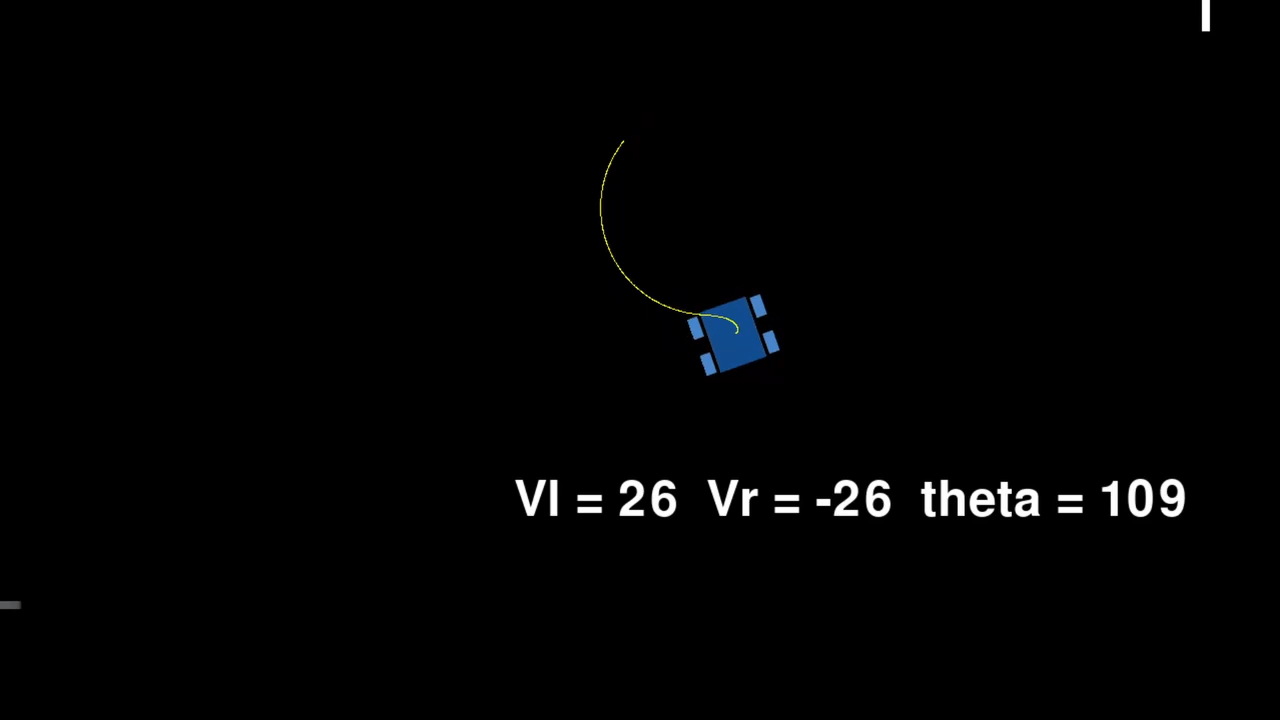 Vl = 26 Vr = -26 theta = 109